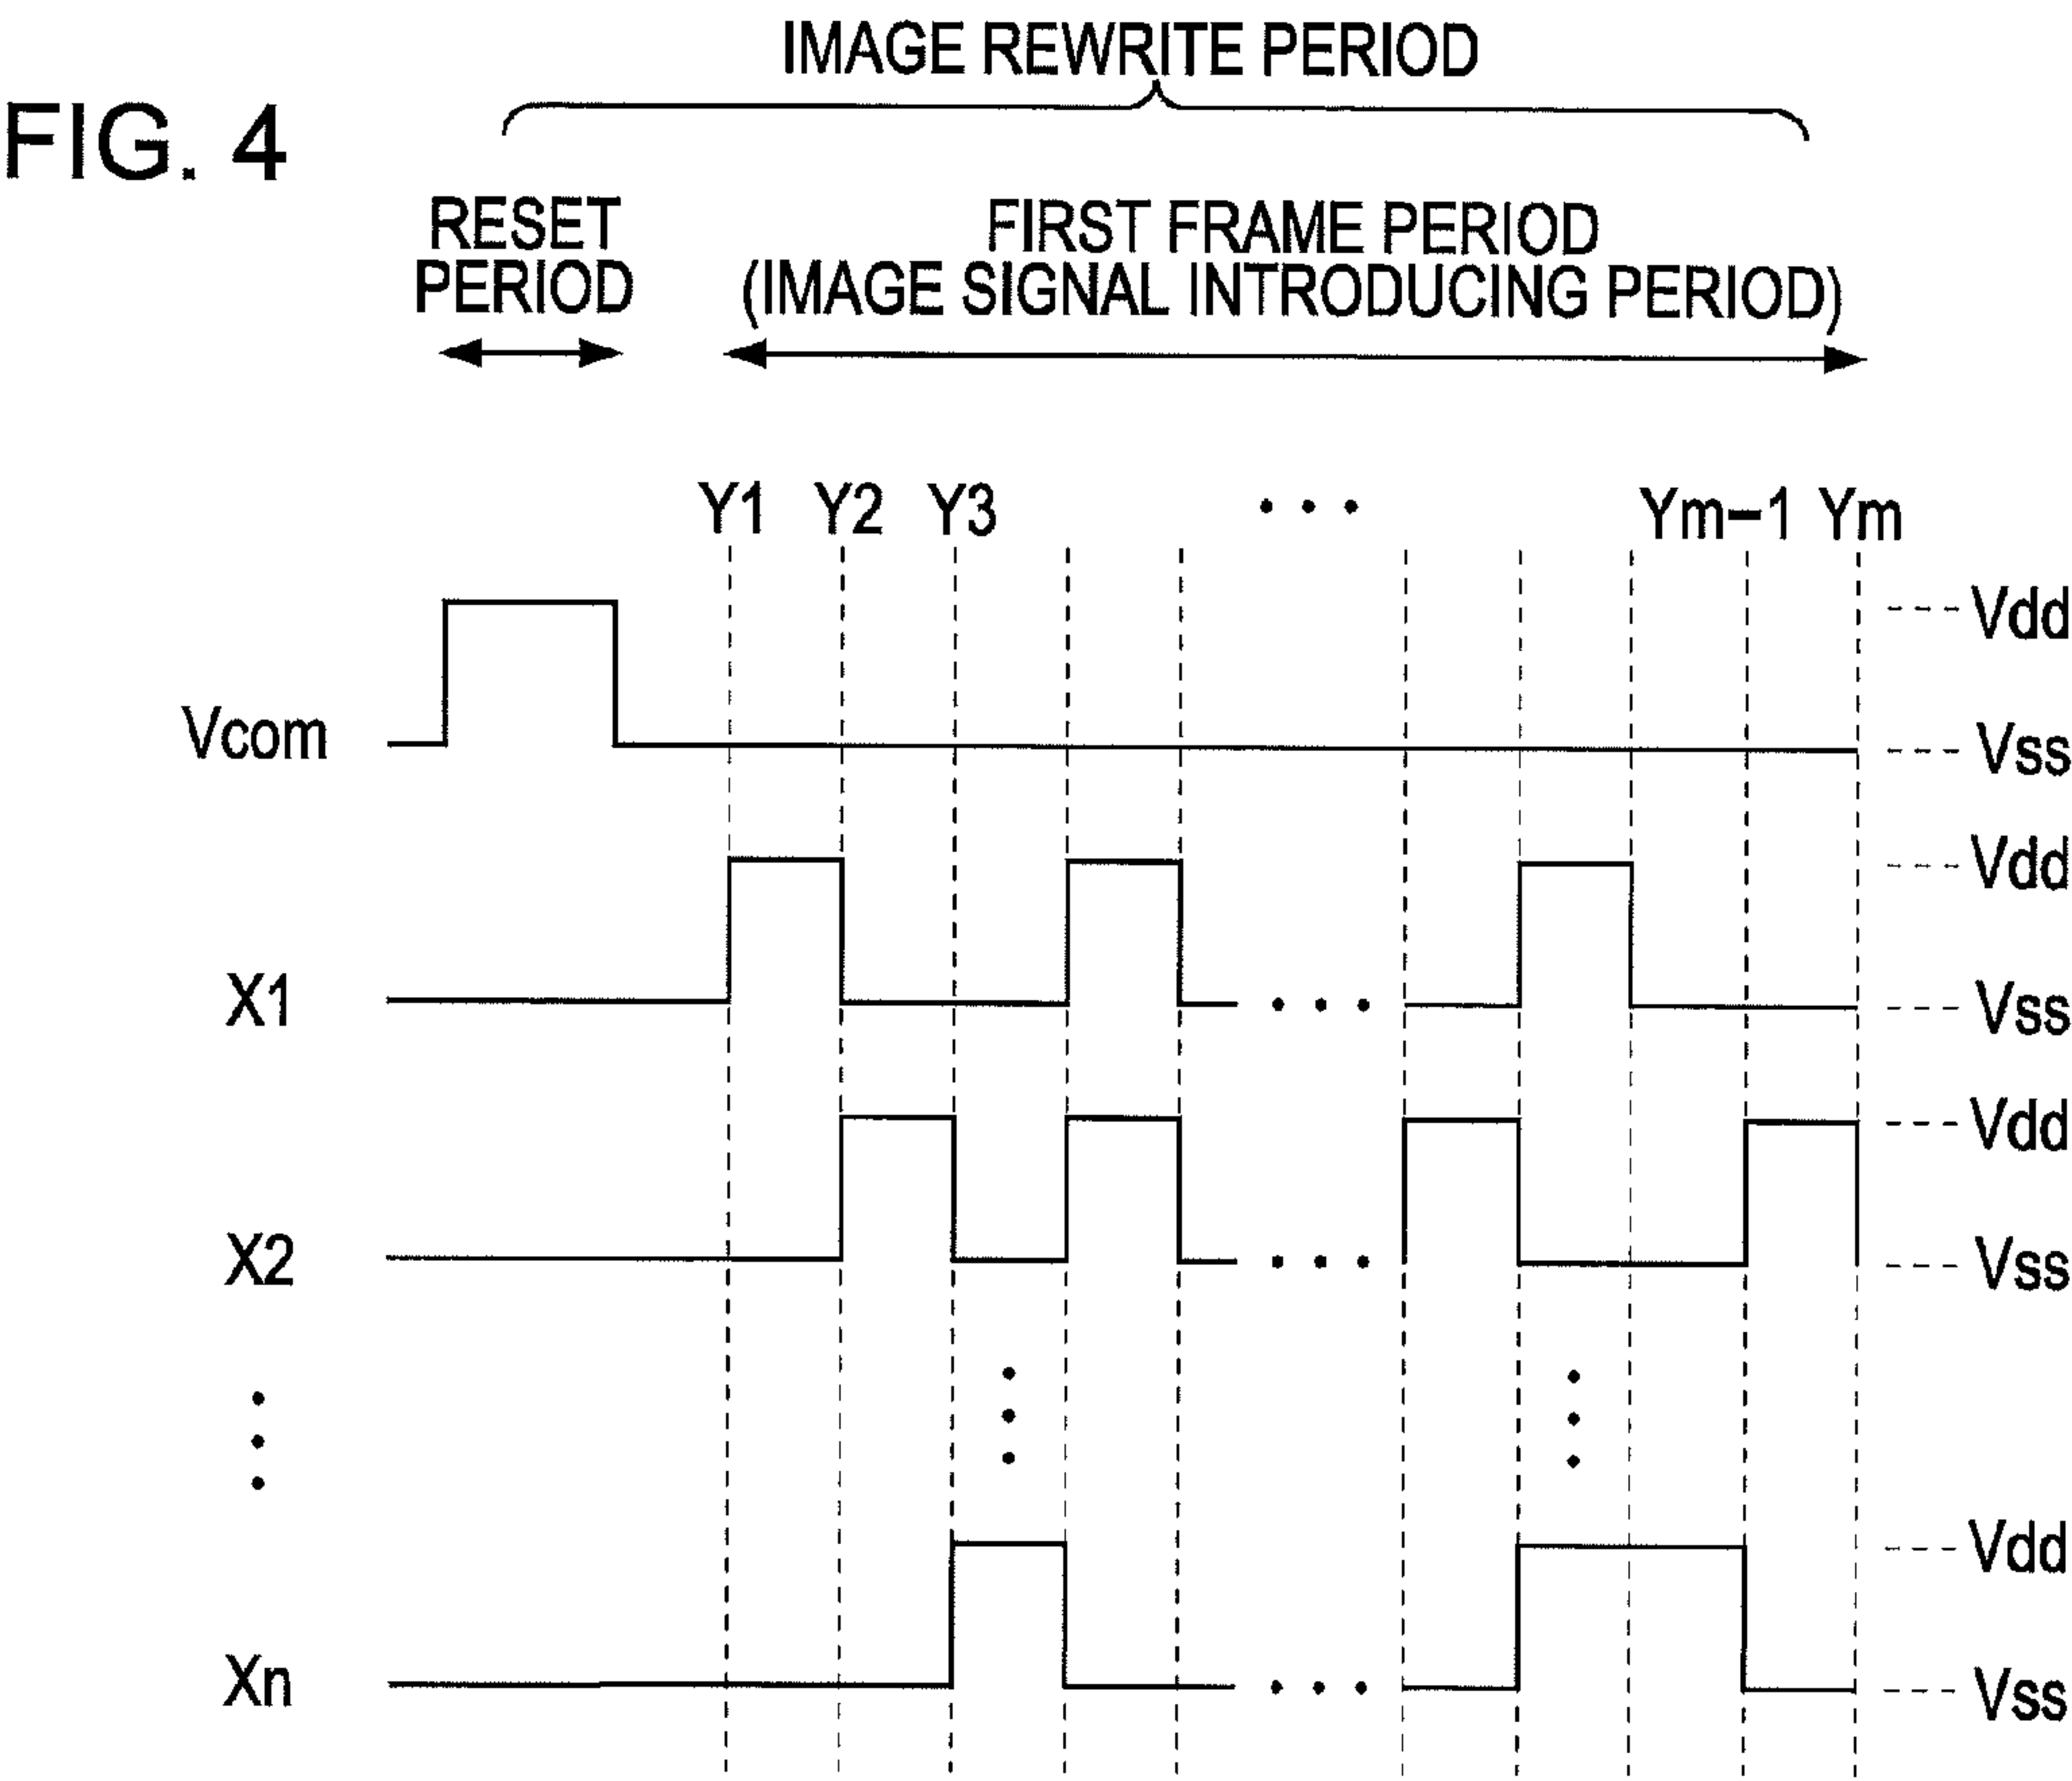 IMAGE REWRITE PERIOD
FIG. 4
RESET
PERIOD
FIRST FRAME PERIOD
(IMAGE SIGNAL INTRODUCING PERIOD)
Y1 Y2 Y3 ... Ym-1 Ym
Vdd
Vcom
Vss
Vdd
X1
...
Vss
Vdd
X2
...
Vss
Vdd
Xn
...
Vss